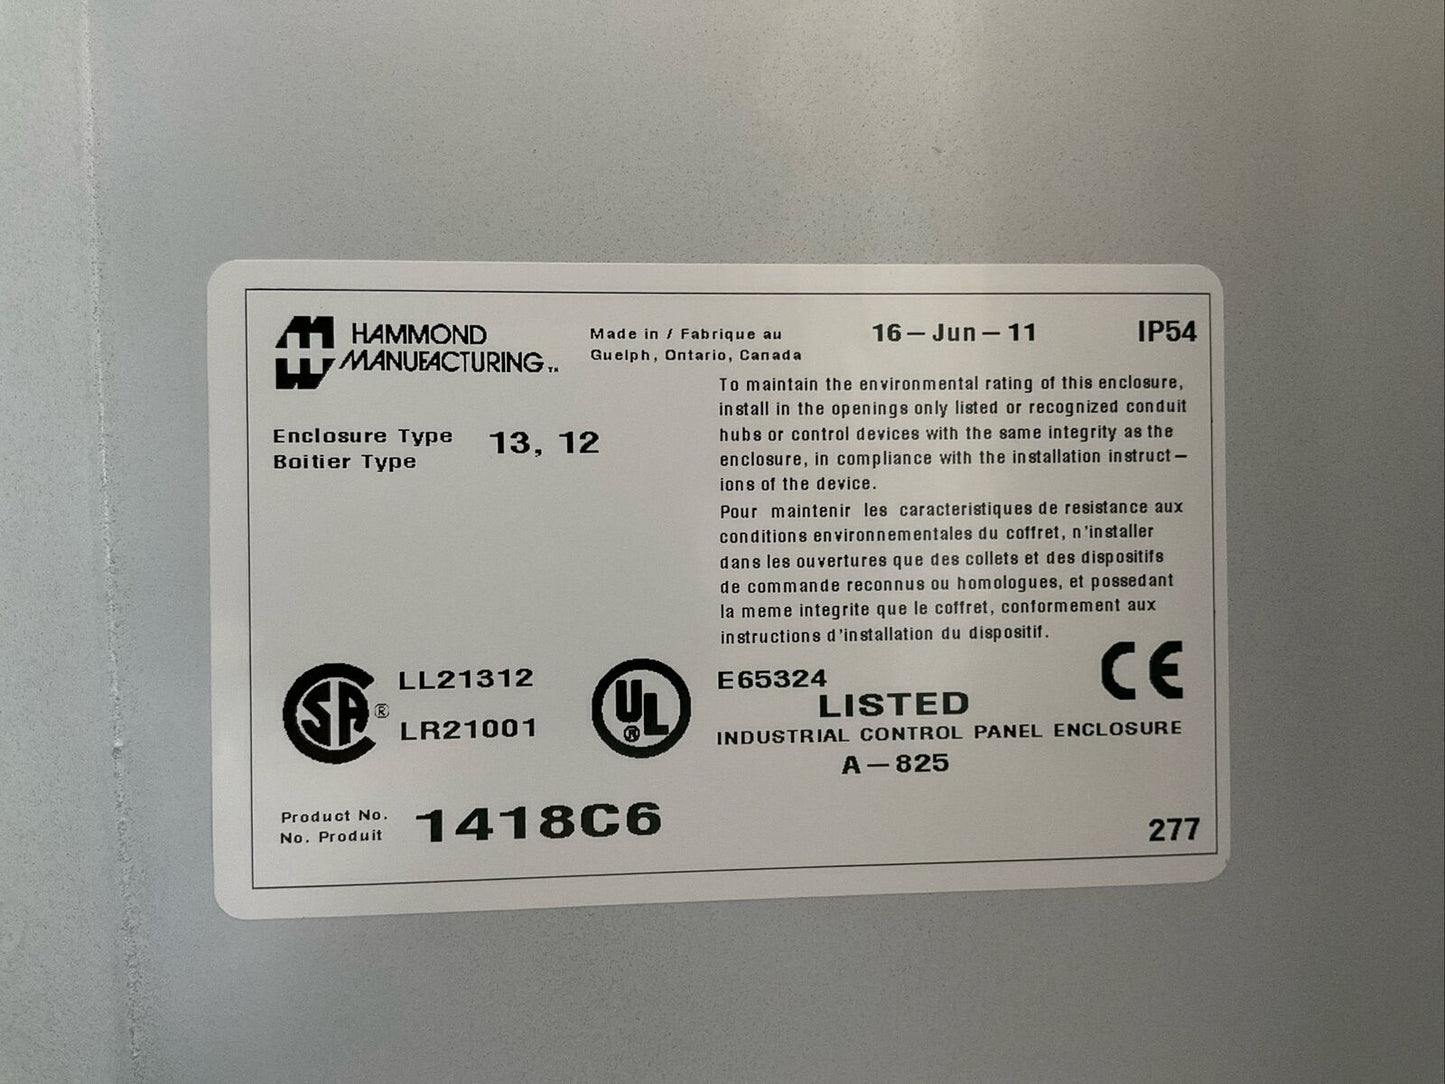 HAMMOND
MANUFACTURING™
Made in / Fabrique au
Guelph, Ontario, Canada
16-Jun-11
IP54
Enclosure Type
Boitier Type
13, 12
To maintain the environmental rating of this enclosure,
install in the openings only listed or recognized conduit
hubs or control devices with the same integrity as the
enclosure, in compliance with the installation instruct-
ions of the device.
Pour maintenir les caracteristiques de resistance aux
conditions environnementales du coffret, n'installer
dans les ouvertures que des collets et des dispositifs
de commande reconnus ou homologues, et possedant
la meme integrite que le coffret, conformement aux
instructions d'installation du dispositif.
CSA®
LL21312
LR21001
UL®
E65324
LISTED
INDUSTRIAL CONTROL PANEL ENCLOSURE
A-825
CE
Product No.
No. Produit
1418C6
277